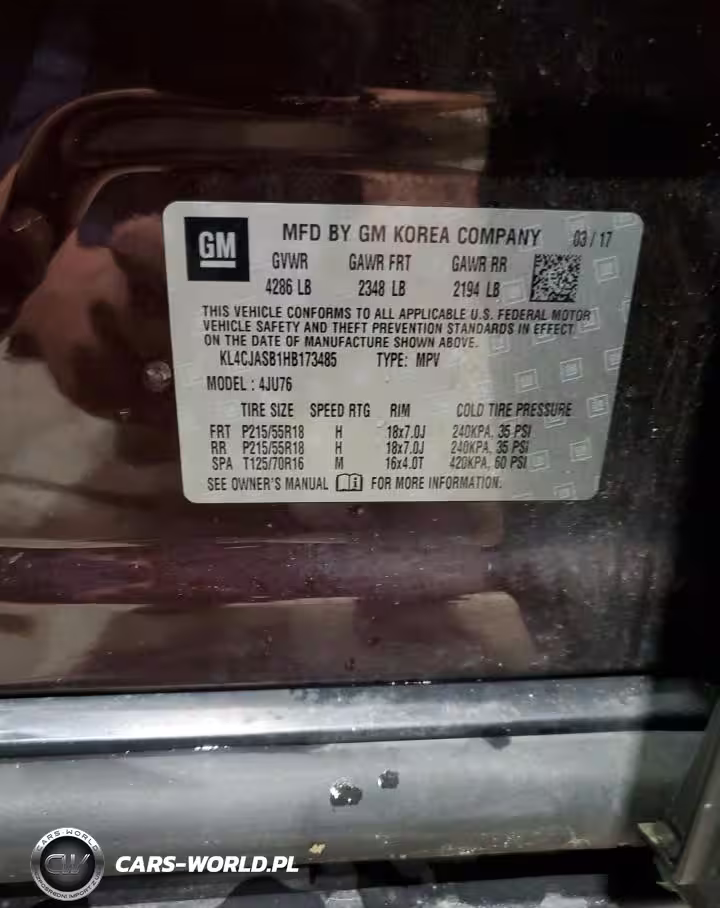 GM
MFD BY GM KOREA COMPANY 03 / 17
GVWR GAWR FRT GAWR RR
4286 LB 2348 LB 2194 LB
THIS VEHICLE CONFORMS TO ALL APPLICABLE U.S. FEDERAL MOTOR
VEHICLE SAFETY AND THEFT PREVENTION STANDARDS IN EFFECT
ON THE DATE OF MANUFACTURE SHOWN ABOVE.
KL4CJASB1HB173485 TYPE: MPV
MODEL : 4JU76
TIRE SIZE SPEED RTG RIM COLD TIRE PRESSURE
FRT P215/55R18 H 18x7.0J 240KPA, 35 PSI
RR P215/55R18 H 18x7.0J 240KPA, 35 PSI
SPA T125/70R16 M 16x4.0T 420KPA, 60 PSI
SEE OWNER'S MANUAL FOR MORE INFORMATION.
CARS-WORLD
CW
CARS-WORLD.PL